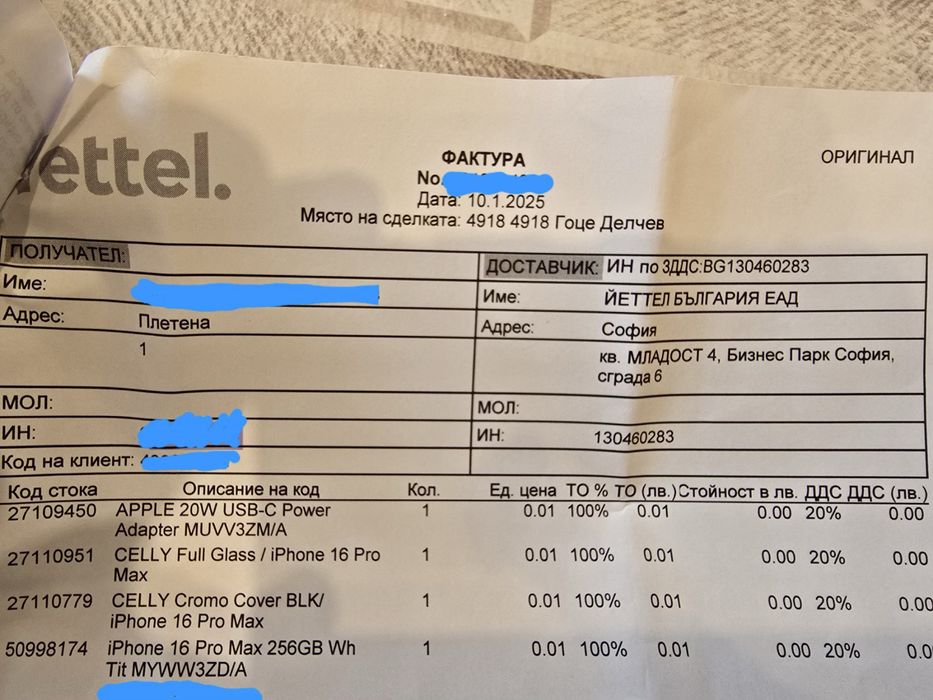 yettel.
ФАКТУРА
ОРИГИНАЛ
No.
Дата: 10.1.2025
Място на сделката: 4918 4918 Гоце Делчев
ПОЛУЧАТЕЛ:
Име:
Адрес: Плетена
1
МОЛ:
ИН:
Код на клиент:
ДОСТАВЧИК: ИН по ЗДДС:BG130460283
Име: ЙЕТТЕЛ БЪЛГАРИЯ ЕАД
Адрес: София
кв. МЛАДОСТ 4, Бизнес Парк София,
сграда 6
МОЛ:
ИН: 130460283
Код стока Описание на код Кол. Ед. цена ТО % ТО (лв.) Стойност в лв. ДДС ДДС (лв.)
27109450 APPLE 20W USB-C Power 1 0.01 100% 0.01 0.00 20% 0.00
Adapter MUVV3ZM/A
27110951 CELLY Full Glass / iPhone 16 Pro 1 0.01 100% 0.01 0.00 20% 0.00
Max
27110779 CELLY Cromo Cover BLK/ 1 0.01 100% 0.01 0.00 20% 0.00
iPhone 16 Pro Max
50998174 iPhone 16 Pro Max 256GB Wh 1 0.01 100% 0.01 0.00 20% 0.0
Tit MYWW3ZD/A